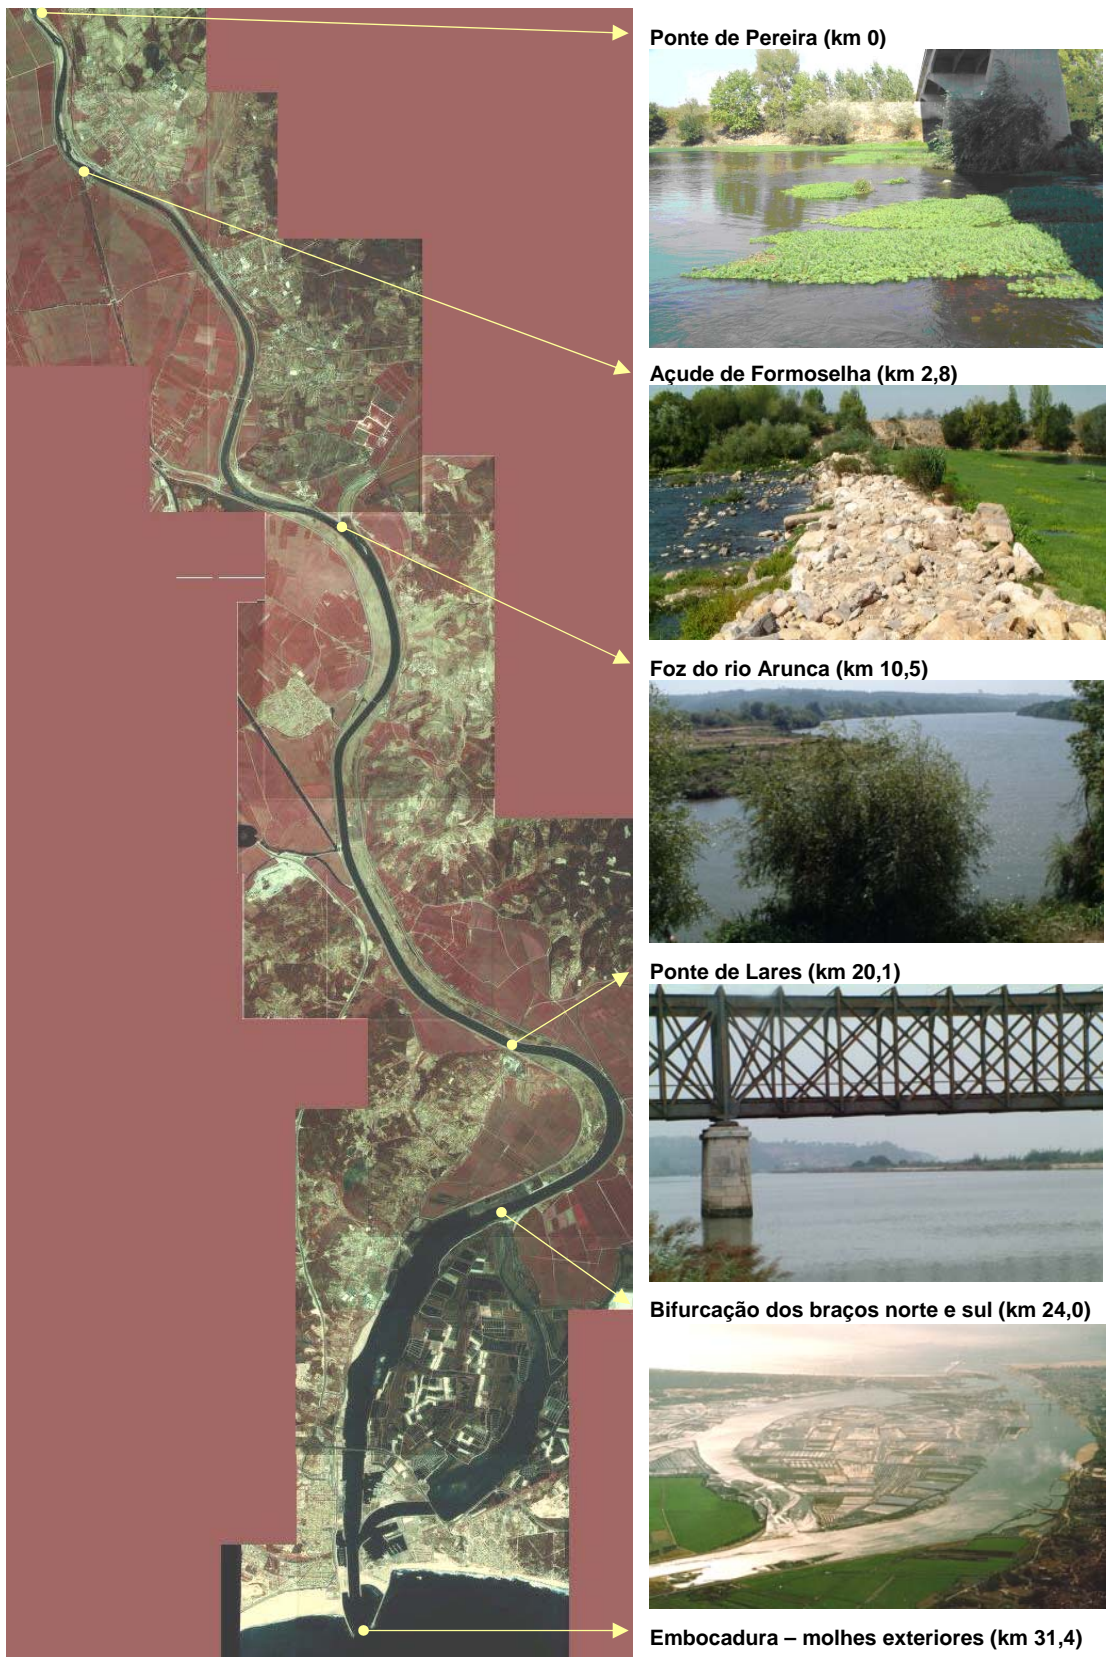 Ponte de Pereira (km 0)
Açude de Formoselha (km 2,8)
Foz do rio Arunca (km 10,5)
Ponte de Lares (km 20,1)
Bifurcação dos braços norte e sul (km 24,0)
Embocadura – molhes exteriores (km 31,4)